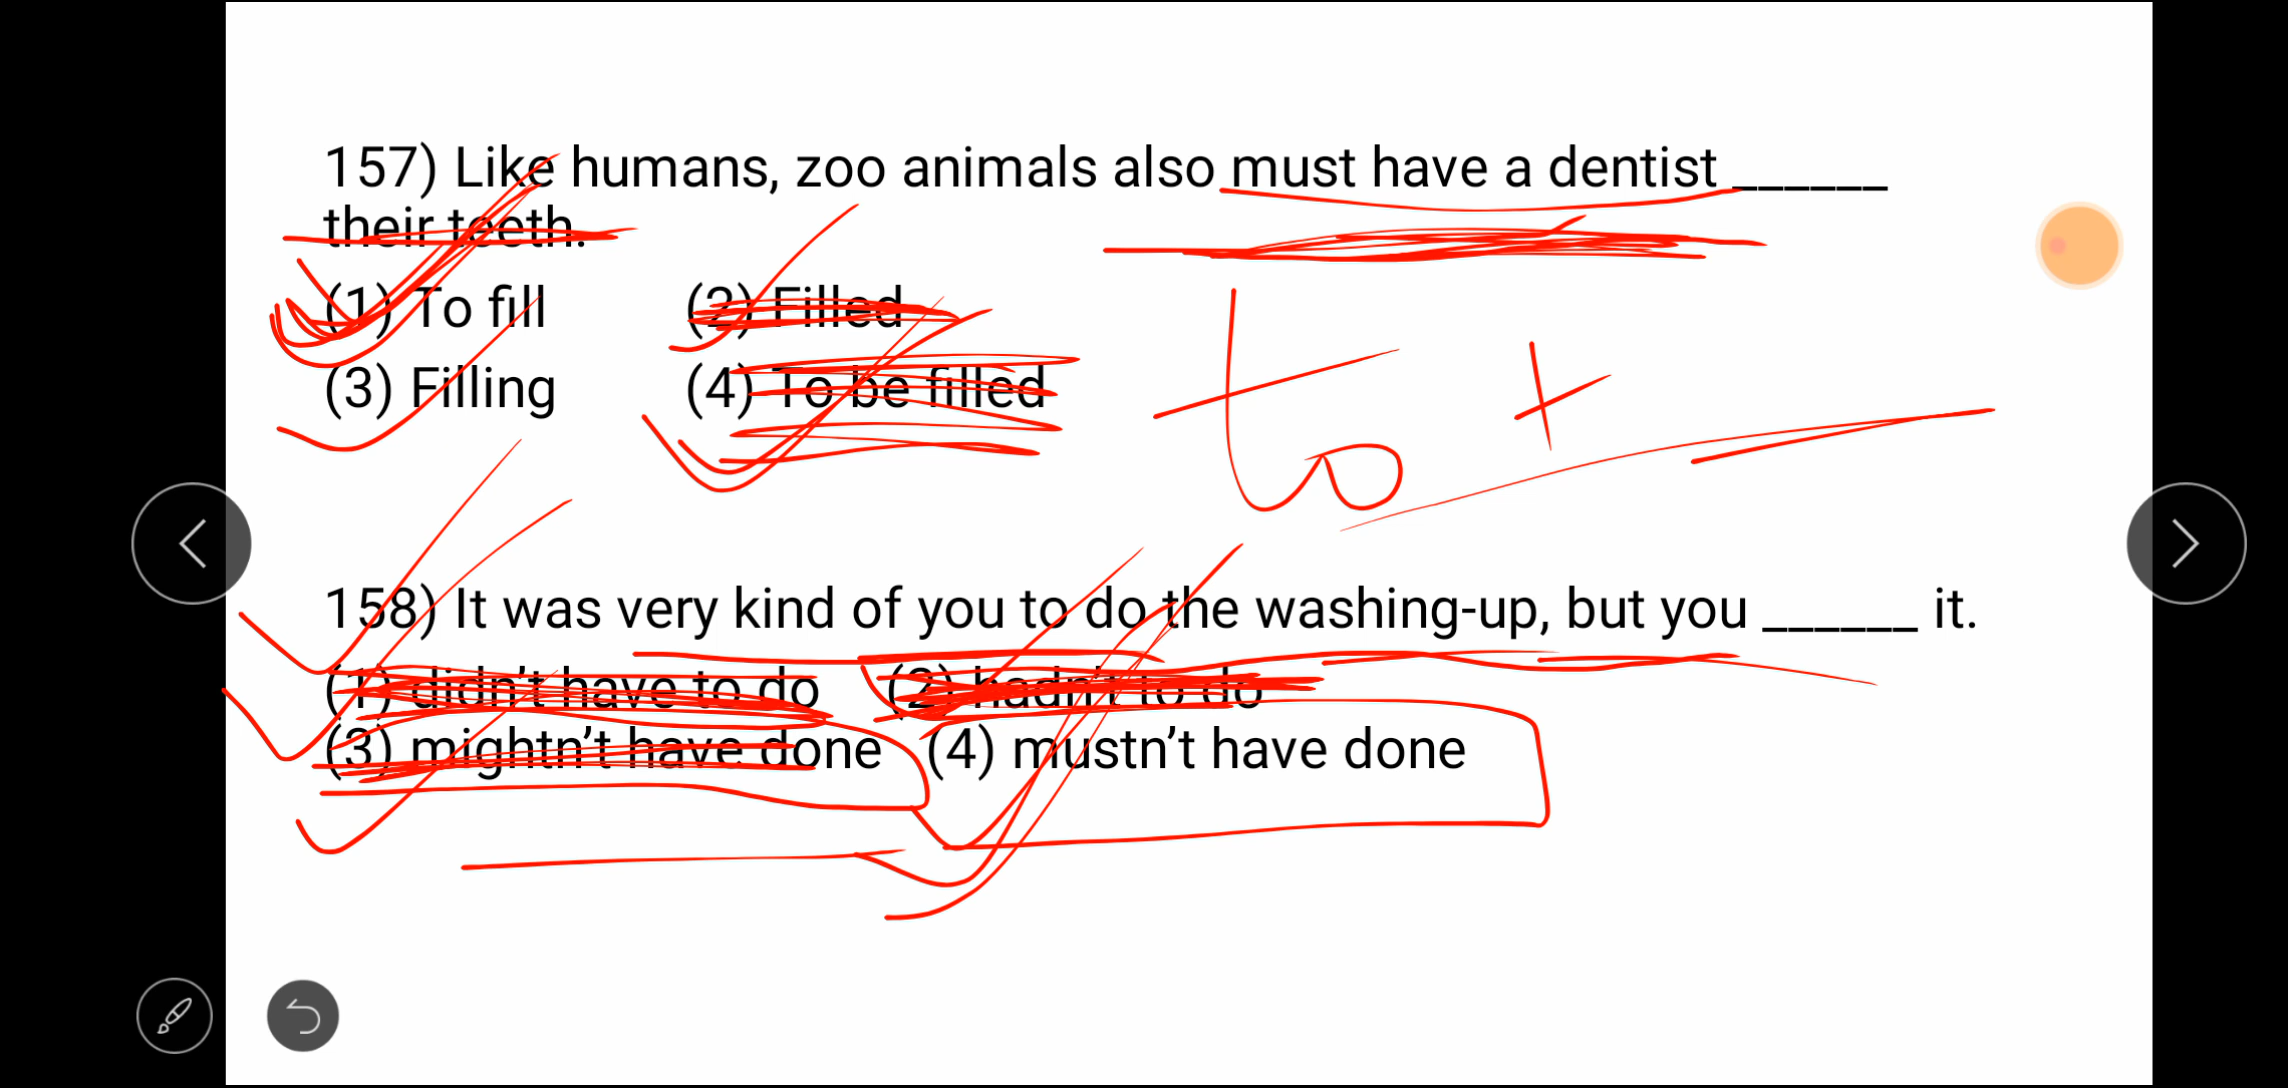 157) Like humans, zoo animals also must have a dentist ______
their teeth.
(1) To fill (2) Filled
(3) Filling (4) To be filled
to +
158) It was very kind of you to do the washing-up, but you ______ it.
(1) didn't have to do (2) hadn't to do
(3) mightn't have done (4) mustn't have done